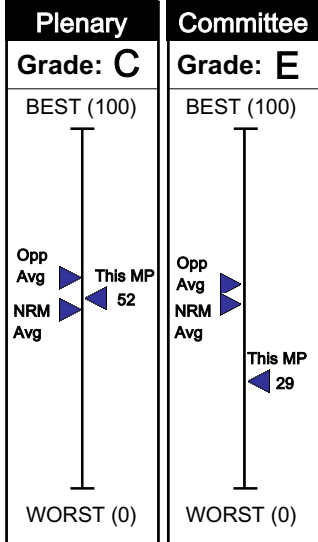 Plenary
Grade: C
BEST (100)
Opp
Avg
This MP
52
NRM
Avg
WORST (0)
Committee
Grade: E
BEST (100)
Opp
Avg
NRM
Avg
This MP
29
WORST (0)